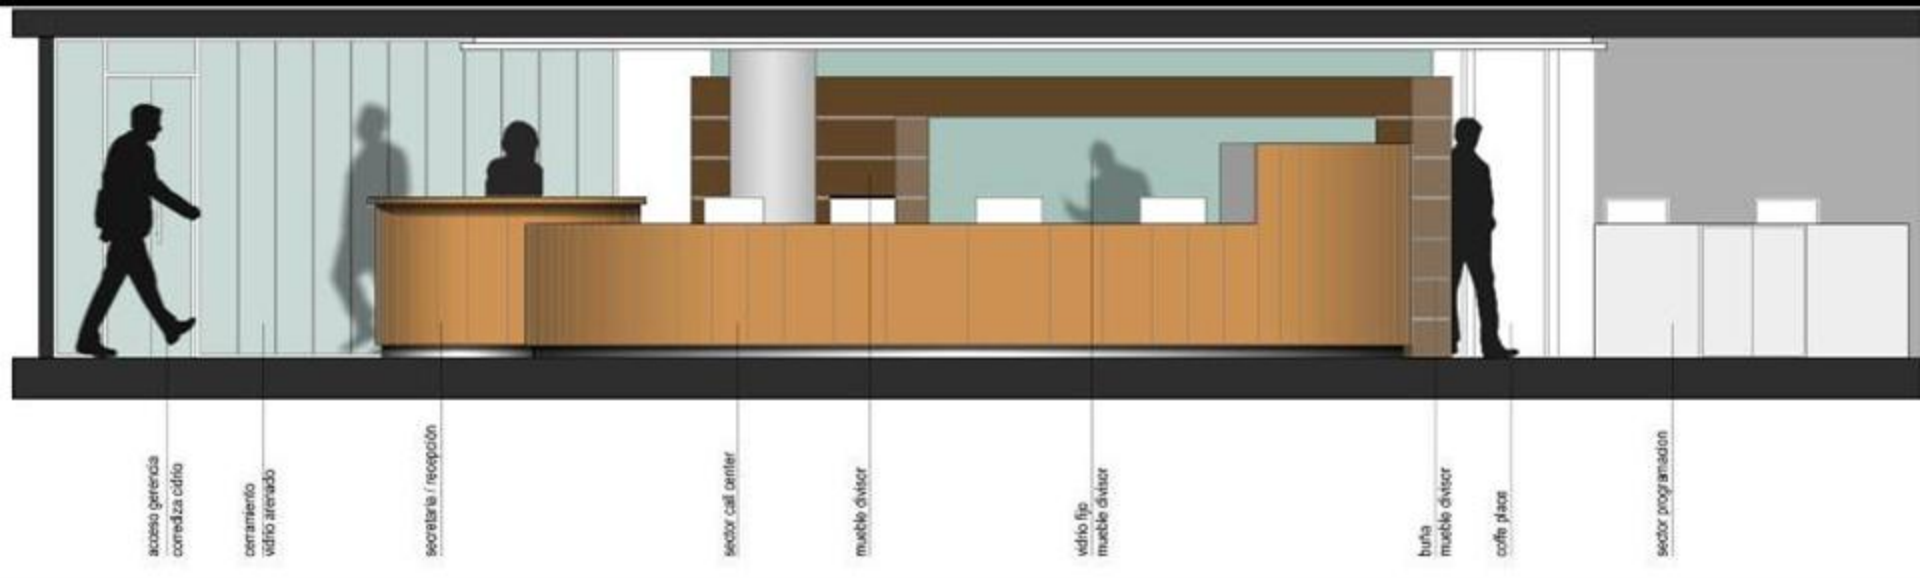 acceso gerencia
corrediza cidrio
cerramiento
vidrio arenado
secretaria / recepción
sector call center
mueble divisor
vidrio fijo
mueble divisor
buña
mueble divisor
coffe place
sector programacion